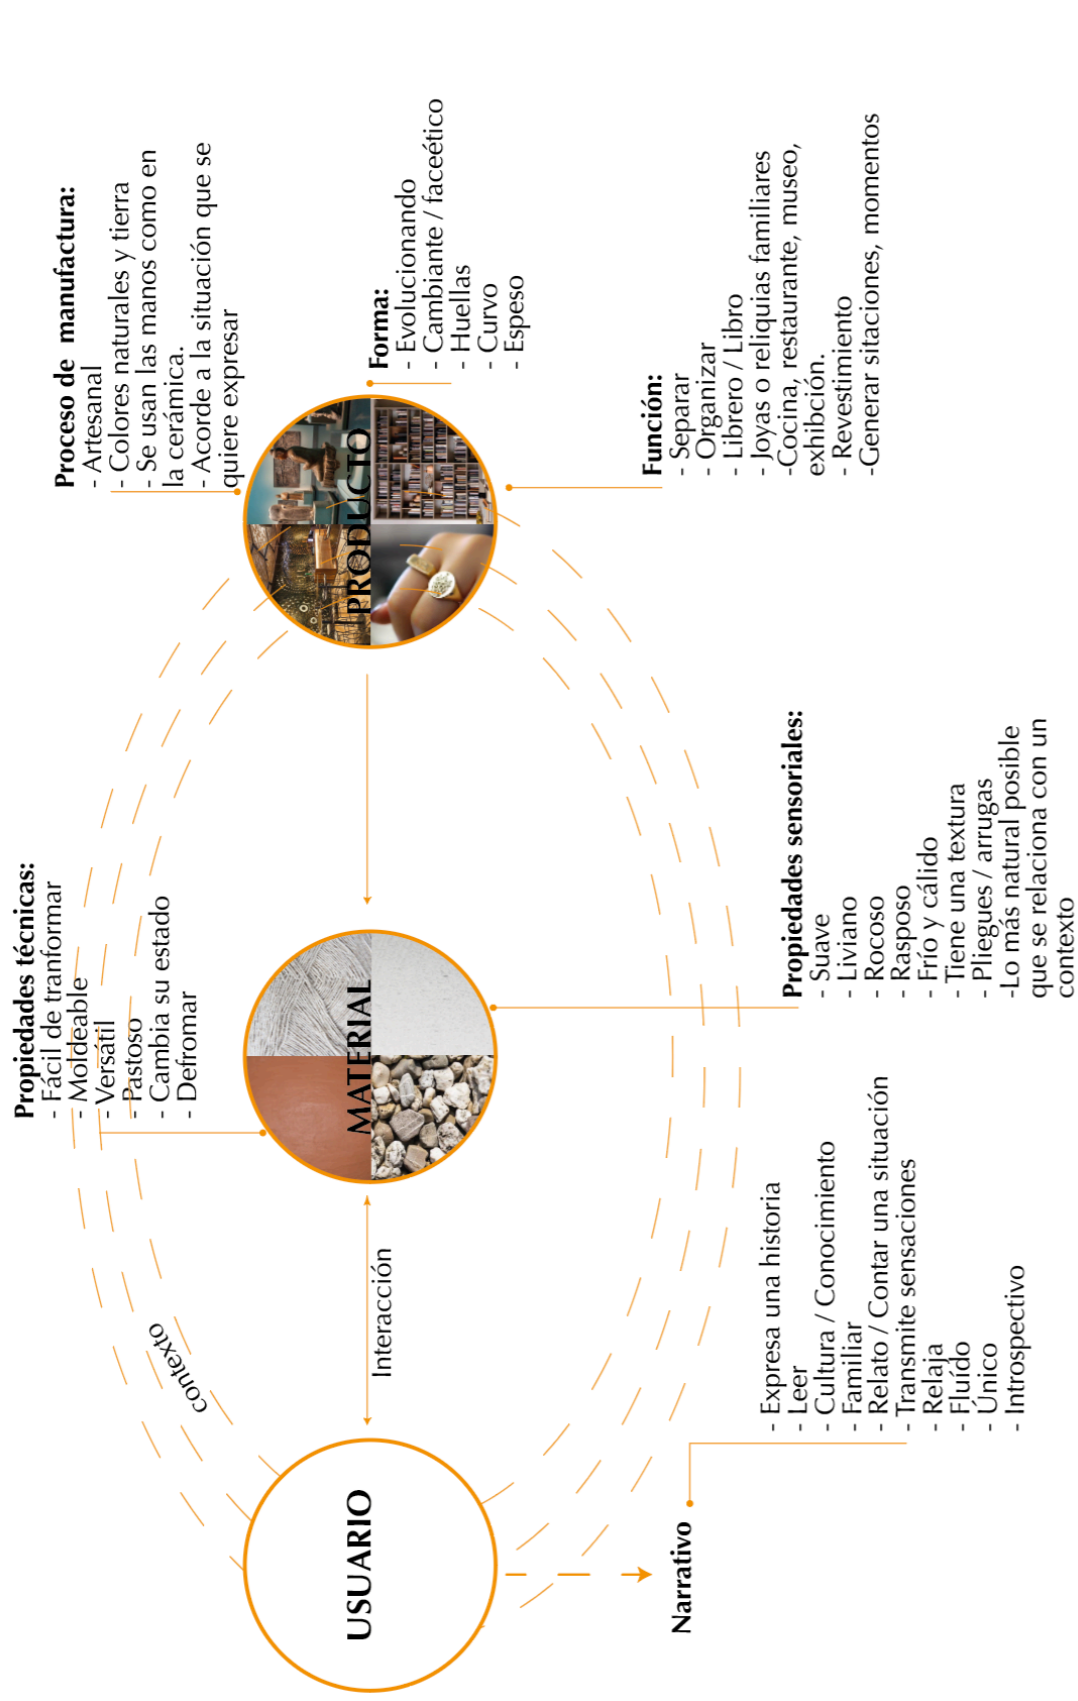 Propiedades técnicas:
- Fácil de tranformar
- Moldeable
- Versátil
- Pastoso
- Cambia su estado
- Defromar
Proceso de manufactura:
- Artesanal
- Colores naturales y tierra
- Se usan las manos como en
la cerámica.
- Acorde a la situación que se
quiere expresar
contexto
USUARIO
Interacción
MATERIAL
PRODUCTO
Forma:
- Evolucionando
- Cambiante / faceético
- Huellas
- Curvo
- Espeso
Narrativo
- Expresa una historia
- Leer
- Cultura / Conocimiento
- Familiar
- Relato / Contar una situación
- Transmite sensaciones
- Relaja
- Fluído
- Único
- Introspectivo
Propiedades sensoriales:
- Suave
- Liviano
- Rocoso
- Rasposo
- Frío y cálido
- Tiene una textura
- Pliegues / arrugas
-Lo más natural posible
que se relaciona con un
contexto
Función:
- Separar
- Organizar
- Librero / Libro
- Joyas o reliquias familiares
-Cocina, restaurante, museo,
exhibción.
- Revestimiento
-Generar sitaciones, momentos